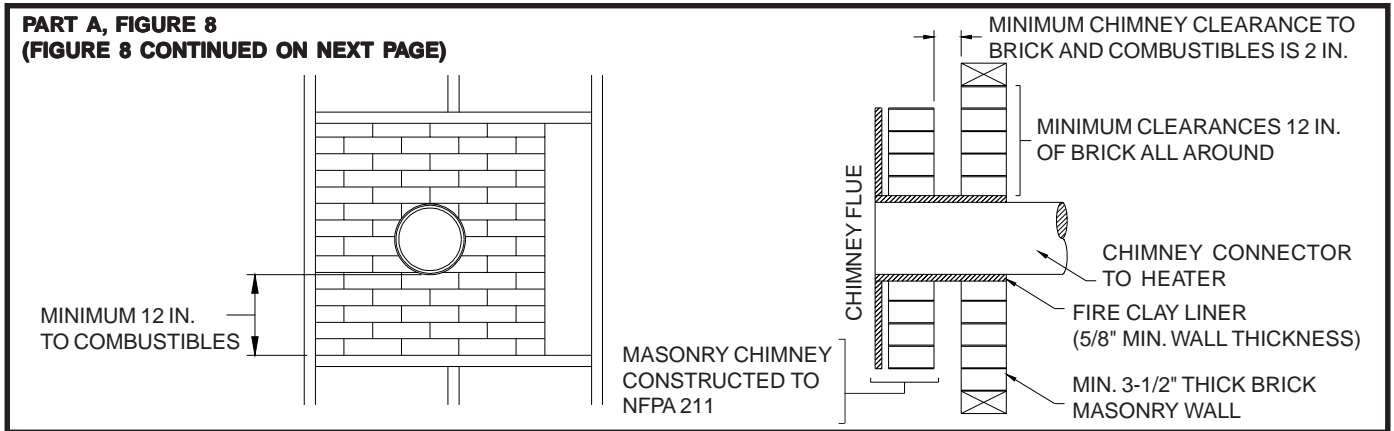 PART A, FIGURE 8
(FIGURE 8 CONTINUED ON NEXT PAGE)
MINIMUM 12 IN.
TO COMBUSTIBLES
MINIMUM CHIMNEY CLEARANCE TO
BRICK AND COMBUSTIBLES IS 2 IN.
MINIMUM CLEARANCES 12 IN.
OF BRICK ALL AROUND
CHIMNEY FLUE
CHIMNEY CONNECTOR
TO HEATER
FIRE CLAY LINER
(5/8" MIN. WALL THICKNESS)
MASONRY CHIMNEY
CONSTRUCTED TO
NFPA 211
MIN. 3-1/2" THICK BRICK
MASONRY WALL